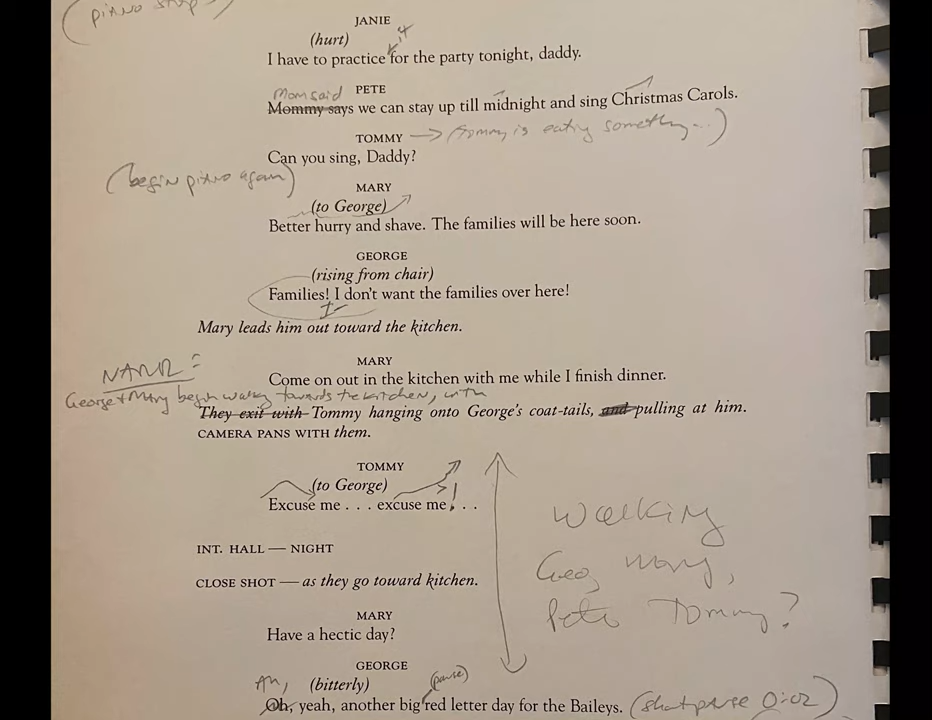 (piano stop)
JANIE
(hurt)
it
I have to practice for the party tonight, daddy.
Mom said PETE
Mommy says we can stay up till midnight and sing Christmas Carols.
TOMMY → (Tommy is eating something...)
Can you sing, Daddy?
(begin piano again)
MARY
(to George)
Better hurry and shave. The families will be here soon.
GEORGE
(rising from chair)
Families! I don't want the families over here!
I
Mary leads him out toward the kitchen.
MARY
Come on out in the kitchen with me while I finish dinner.
George + Mary begin walking towards the kitchen, with
They exit with Tommy hanging onto George's coat-tails, and pulling at him.
CAMERA PANS WITH them.
TOMMY
(to George)
Excuse me . . . excuse me! . .
INT. HALL — NIGHT
CLOSE SHOT — as they go toward kitchen.
Walking
Geo, Mary,
Pete Tommy?
MARY
Have a hectic day?
GEORGE
Ah, (bitterly) (pause)
Oh, yeah, another big red letter day for the Baileys.